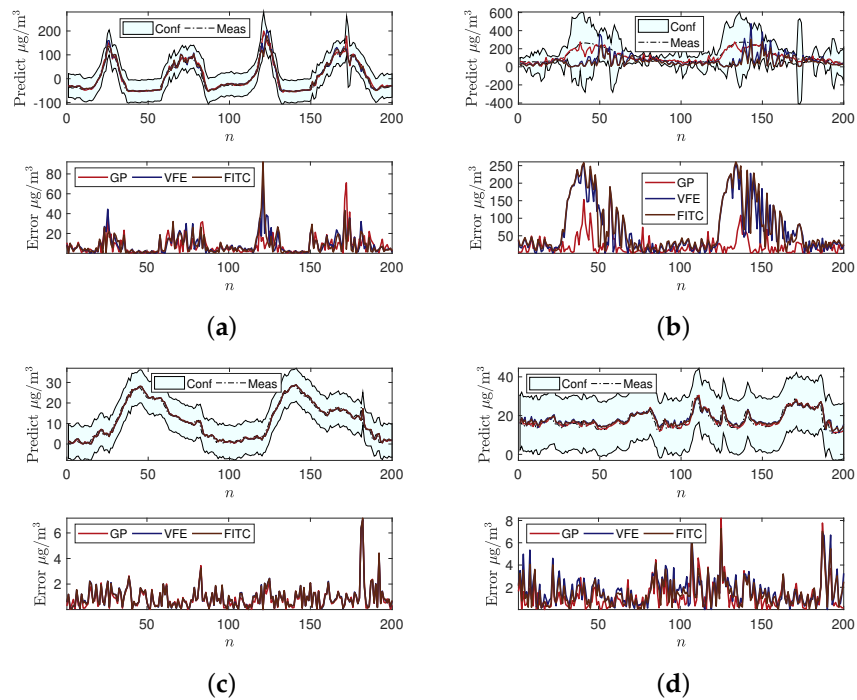 Predict μg/m³
200
100
0
-100
Conf
Meas
0
50
100
150
200
n
Error μg/m³
80
60
40
20
GP
VFE
FITC
50
100
150
200
n
(a)
Predict μg/m³
600
400
200
0
-200
-400
Conf
Meas
0
50
100
150
200
n
Error μg/m³
250
200
150
100
50
GP
VFE
FITC
50
100
150
200
n
(b)
Predict μg/m³
30
20
10
0
Conf
Meas
0
50
100
150
200
n
Error μg/m³
6
4
2
GP
VFE
FITC
50
100
150
200
n
(c)
Predict μg/m³
40
20
0
Conf
Meas
0
50
100
150
200
n
Error μg/m³
8
6
4
2
GP
VFE
FITC
50
100
150
200
n
(d)